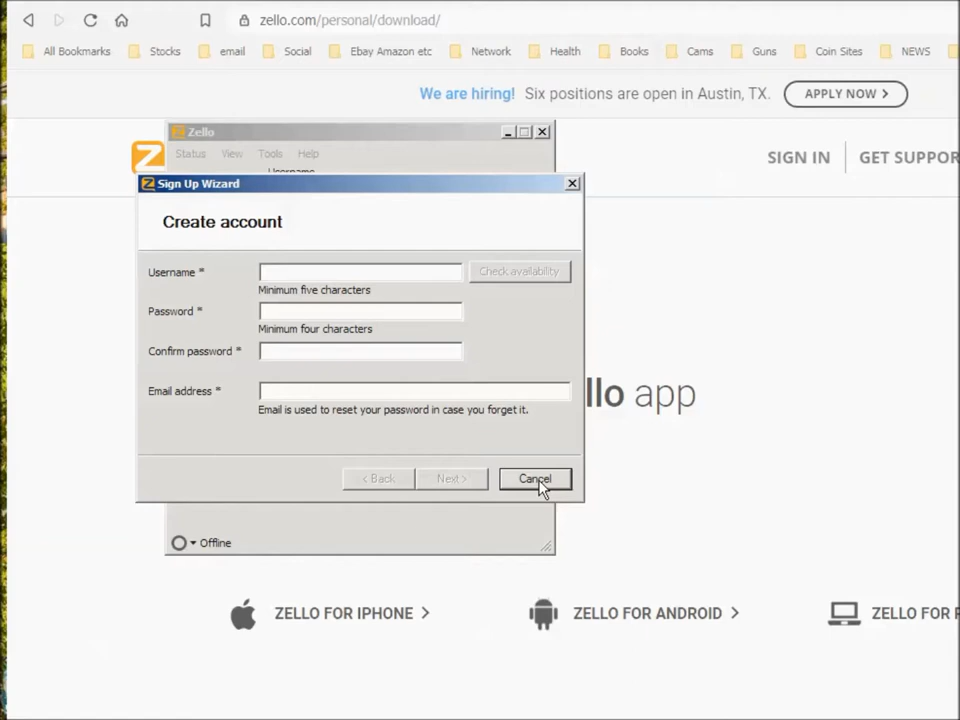 zello.com/personal/download/
All Bookmarks Stocks email Social Ebay Amazon etc Network Health Books Cams Guns Coin Sites NEWS
We are hiring! Six positions are open in Austin, TX. APPLY NOW >
Zello
SIGN IN GET SUPPOR
Status View Tools Help
Username
Sign Up Wizard
Create account
Username * Check availability
Minimum five characters
Password *
Minimum four characters
Confirm password *
Email address *
Email is used to reset your password in case you forget it.
llo app
< Back Next > Cancel
Offline
ZELLO FOR IPHONE > ZELLO FOR ANDROID > ZELLO FOR